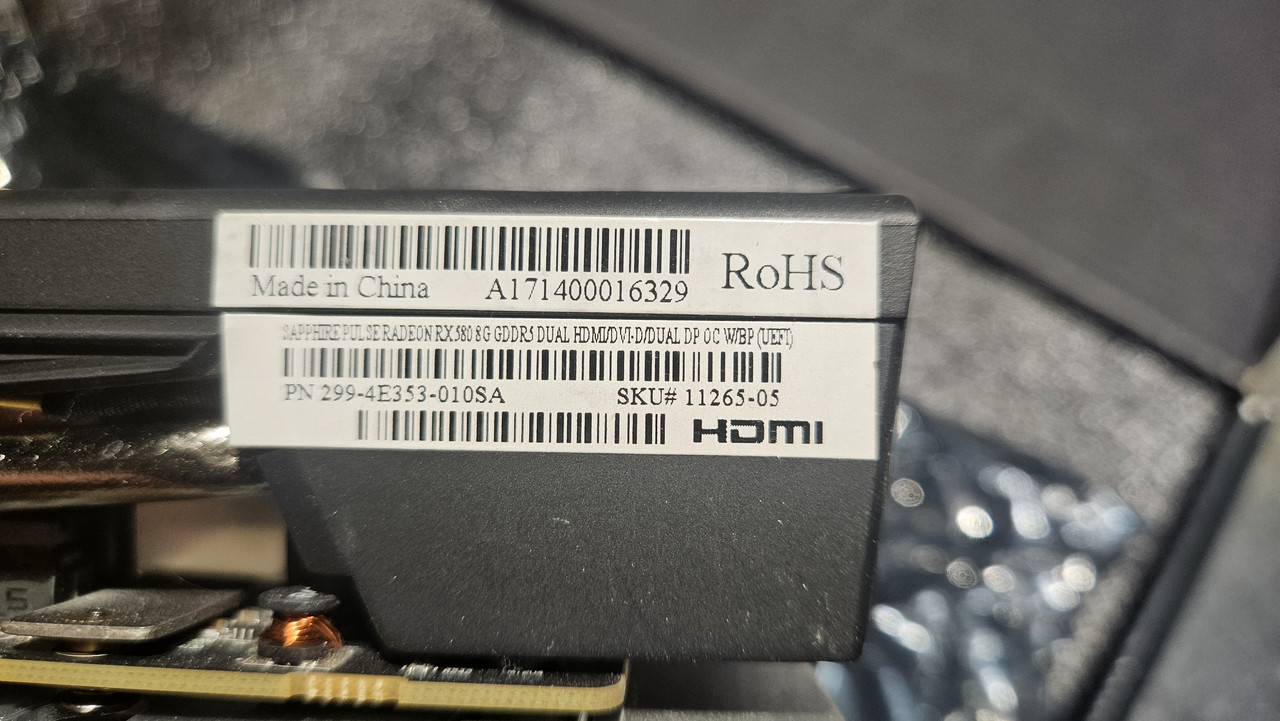 Made in China A171400016329 RoHS
SAPPHIRE PULSE RADEON RX 580 8G GDDR5 DUAL HDMI/DVI-D/DUAL DP OC W/BP (UEFI)
PN 299-4E353-010SA SKU# 11265-05
HDMI